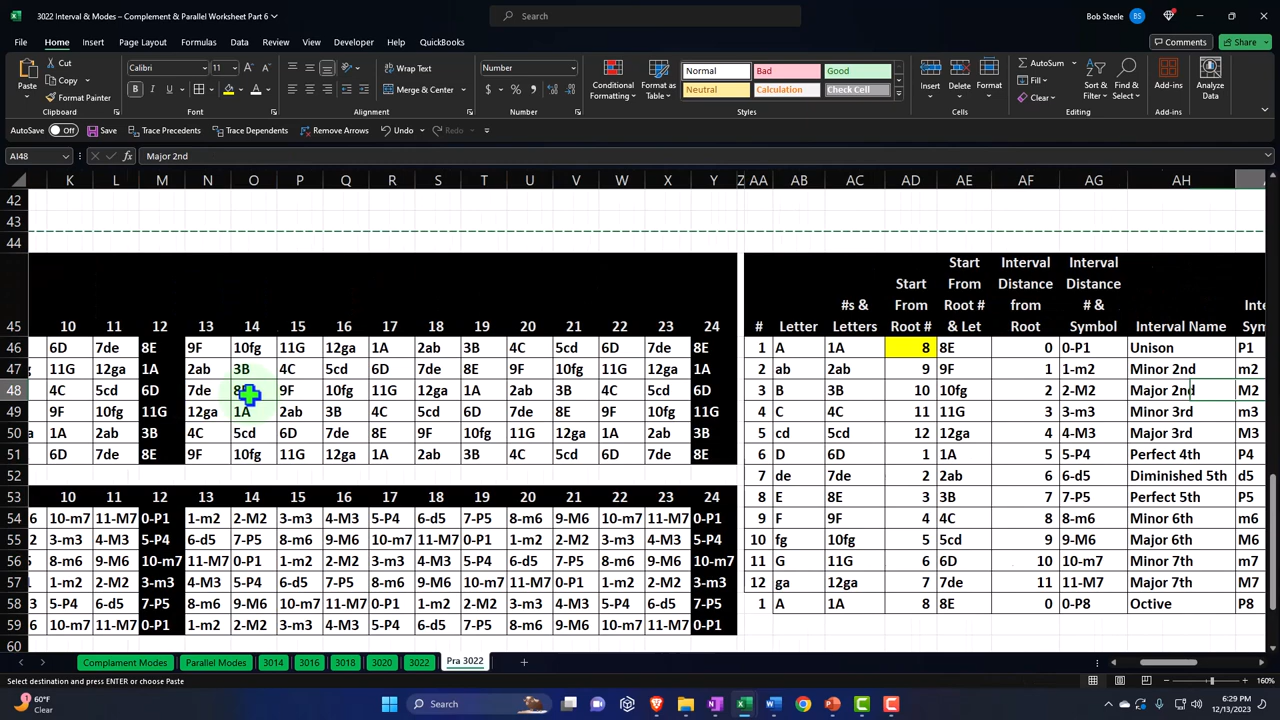 3022 Interval & Modes – Complement & Parallel Worksheet Part 6
Search
Bob Steele BS
File Home Insert Page Layout Formulas Data Review View Developer Help QuickBooks Comments Share
Cut Calibri 11 Wrap Text Number Normal Bad Good AutoSum
Copy Fill
Paste Format Painter B I U Merge & Center $ % Conditional Formatting Format as Table Neutral Calculation Check Cell Insert Delete Format Clear Sort & Filter Find & Select Add-ins Analyze Data
Clipboard Font Alignment Number Styles Cells Editing Add-ins
AutoSave Off Save Trace Precedents Trace Dependents Remove Arrows Undo
AI48 fx Major 2nd
K L M N O P Q R S T U V W X Y Z AA AB AC AD AE AF AG AH
42
43
44
Start Interval Interval
Start From Distance Distance
#s & From Root # from # &
45 10 11 12 13 14 15 16 17 18 19 20 21 22 23 24 # Letter Letters Root # & Let Root Symbol Interval Name
46 6D 7de 8E 9F 10fg 11G 12ga 1A 2ab 3B 4C 5cd 6D 7de 8E 1 A 1A 8 8E 0 0-P1 Unison P1
47 11G 12ga 1A 2ab 3B 4C 5cd 6D 7de 8E 9F 10fg 11G 12ga 1A 2 ab 2ab 9 9F 1 1-m2 Minor 2nd m2
48 4C 5cd 6D 7de 9F 10fg 11G 12ga 1A 2ab 3B 4C 5cd 6D 3 B 3B 10 10fg 2 2-M2 Major 2nd M2
49 9F 10fg 11G 12ga 1A 2ab 3B 4C 5cd 6D 7de 8E 9F 10fg 11G 4 C 4C 11 11G 3 3-m3 Minor 3rd m3
50 1A 2ab 3B 4C 5cd 6D 7de 8E 9F 10fg 11G 12ga 1A 2ab 3B 5 cd 5cd 12 12ga 4 4-M3 Major 3rd M3
51 6D 7de 8E 9F 10fg 11G 12ga 1A 2ab 3B 4C 5cd 6D 7de 8E 6 D 6D 1 1A 5 5-P4 Perfect 4th P4
52 7 de 7de 2 2ab 6 6-d5 Diminished 5th d5
53 10 11 12 13 14 15 16 17 18 19 20 21 22 23 24 8 E 8E 3 3B 7 7-P5 Perfect 5th P5
54 6 10-m7 11-M7 0-P1 1-m2 2-M2 3-m3 4-M3 5-P4 6-d5 7-P5 8-m6 9-M6 10-m7 11-M7 0-P1 9 F 9F 4 4C 8 8-m6 Minor 6th m6
55 3-m3 4-M3 5-P4 6-d5 7-P5 8-m6 9-M6 10-m7 11-M7 0-P1 1-m2 2-M2 3-m3 4-M3 5-P4 10 fg 10fg 5 5cd 9 9-M6 Major 6th M6
56 8-m6 9-M6 10-m7 11-M7 0-P1 1-m2 2-M2 3-m3 4-M3 5-P4 6-d5 7-P5 8-m6 9-M6 10-m7 11 G 11G 6 6D 10 10-m7 Minor 7th m7
57 1-m2 2-M2 3-m3 4-M3 5-P4 6-d5 7-P5 8-m6 9-M6 10-m7 11-M7 0-P1 1-m2 2-M2 3-m3 12 ga 12ga 7 7de 11 11-M7 Major 7th M7
58 5-P4 6-d5 7-P5 8-m6 9-M6 10-m7 11-M7 0-P1 1-m2 2-M2 3-m3 4-M3 5-P4 6-d5 7-P5 1 A 1A 8 8E 0 0-P8 Octive P8
59 10-m7 11-M7 0-P1 1-m2 2-M2 3-m3 4-M3 5-P4 6-d5 7-P5 8-m6 9-M6 10-m7 11-M7 0-P1
60
Complament Modes Parallel Modes 3014 3016 3018 3020 3022 Pra 3022
Select destination and press ENTER or choose Paste 160%
60°F
Clear
Search
6:29 PM
12/13/2023